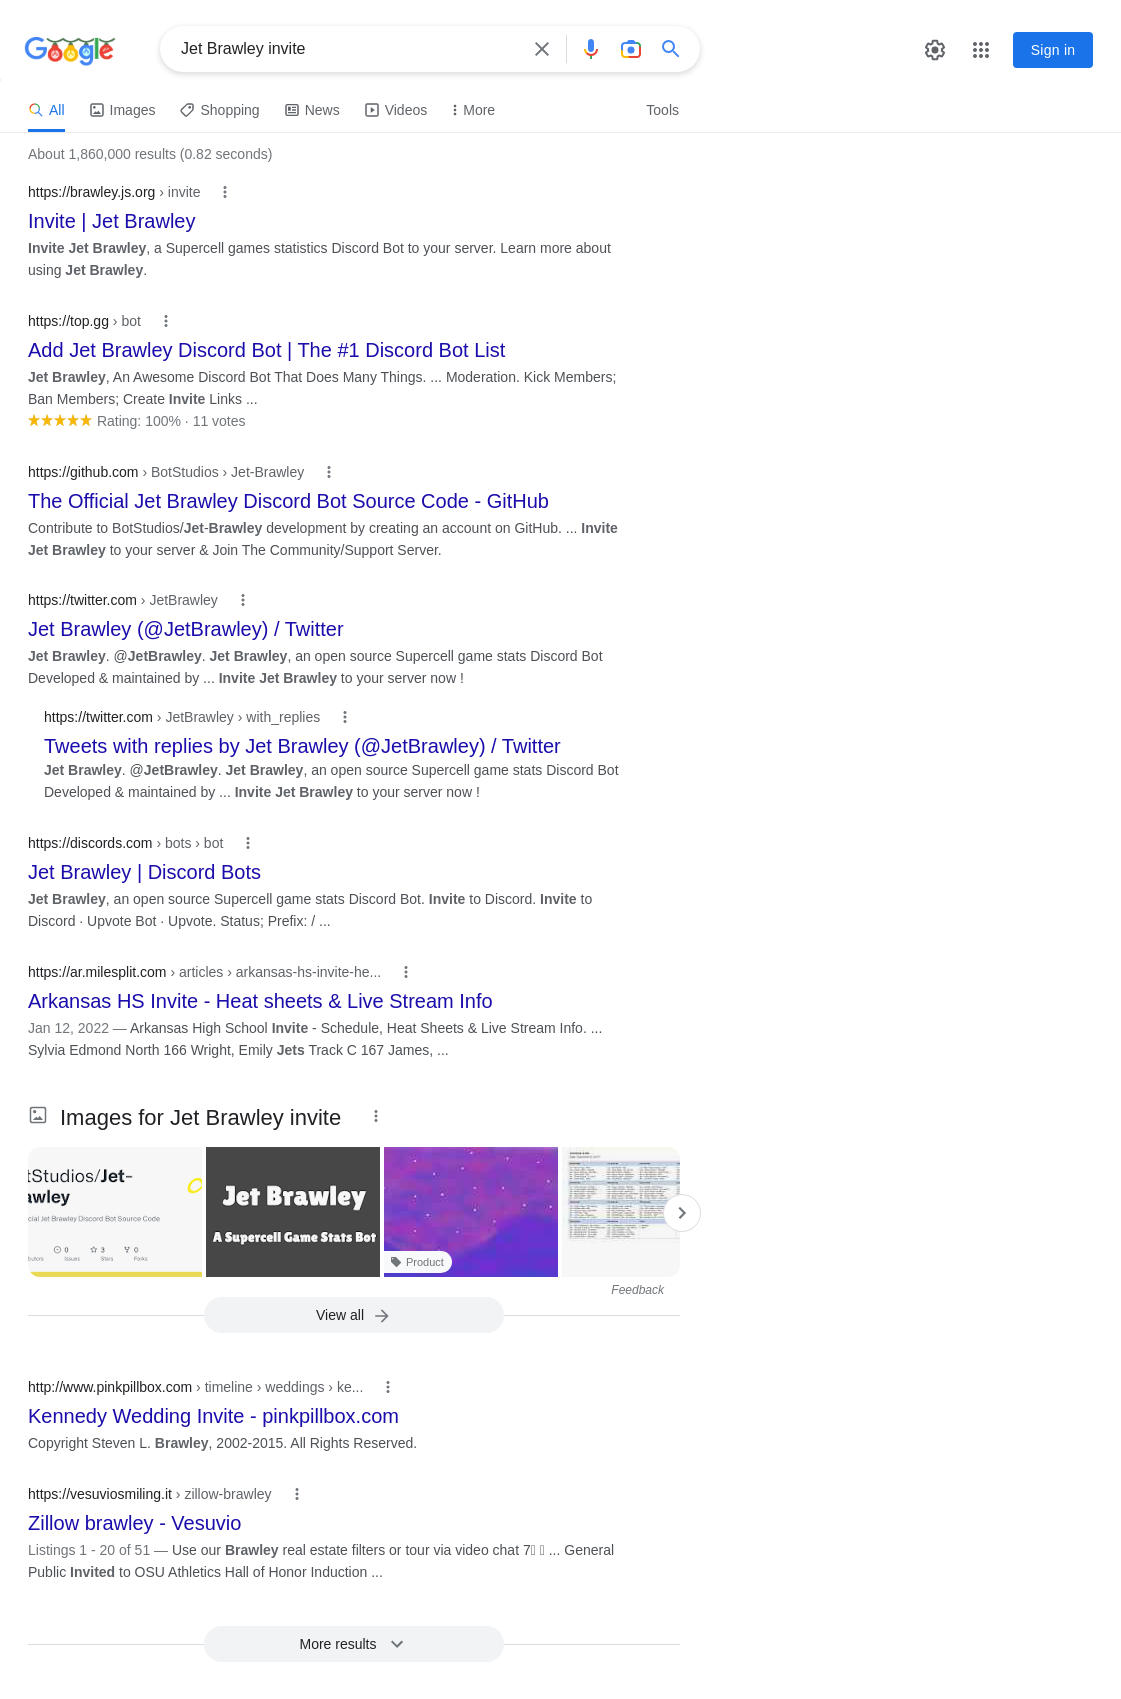 Google
Jet Brawley invite
Sign in
All
Images
Shopping
News
Videos
More
Tools
About 1,860,000 results (0.82 seconds)
https://brawley.js.org › invite
Invite | Jet Brawley
Invite Jet Brawley, a Supercell games statistics Discord Bot to your server. Learn more about
using Jet Brawley.
https://top.gg › bot
Add Jet Brawley Discord Bot | The #1 Discord Bot List
Jet Brawley, An Awesome Discord Bot That Does Many Things. ... Moderation. Kick Members;
Ban Members; Create Invite Links ...
Rating: 100% · 11 votes
https://github.com › BotStudios › Jet-Brawley
The Official Jet Brawley Discord Bot Source Code - GitHub
Contribute to BotStudios/Jet-Brawley development by creating an account on GitHub. ... Invite
Jet Brawley to your server & Join The Community/Support Server.
https://twitter.com › JetBrawley
Jet Brawley (@JetBrawley) / Twitter
Jet Brawley. @JetBrawley. Jet Brawley, an open source Supercell game stats Discord Bot
Developed & maintained by ... Invite Jet Brawley to your server now !
https://twitter.com › JetBrawley › with_replies
Tweets with replies by Jet Brawley (@JetBrawley) / Twitter
Jet Brawley. @JetBrawley. Jet Brawley, an open source Supercell game stats Discord Bot
Developed & maintained by ... Invite Jet Brawley to your server now !
https://discords.com › bots › bot
Jet Brawley | Discord Bots
Jet Brawley, an open source Supercell game stats Discord Bot. Invite to Discord. Invite to
Discord · Upvote Bot · Upvote. Status; Prefix: / ...
https://ar.milesplit.com › articles › arkansas-hs-invite-he...
Arkansas HS Invite - Heat sheets & Live Stream Info
Jan 12, 2022 — Arkansas High School Invite - Schedule, Heat Sheets & Live Stream Info. ...
Sylvia Edmond North 166 Wright, Emily Jets Track C 167 James, ...
Images for Jet Brawley invite
tStudios/Jet-
awley
cial Jet Brawley Discord Bot Source Code
0
3
0
butors
Issues
Stars
Forks
Jet Brawley
A Supercell Game Stats Bot
Product
Feedback
View all
http://www.pinkpillbox.com › timeline › weddings › ke...
Kennedy Wedding Invite - pinkpillbox.com
Copyright Steven L. Brawley, 2002-2015. All Rights Reserved.
https://vesuviosmiling.it › zillow-brawley
Zillow brawley - Vesuvio
Listings 1 - 20 of 51 — Use our Brawley real estate filters or tour via video chat 7 ... General
Public Invited to OSU Athletics Hall of Honor Induction ...
More results